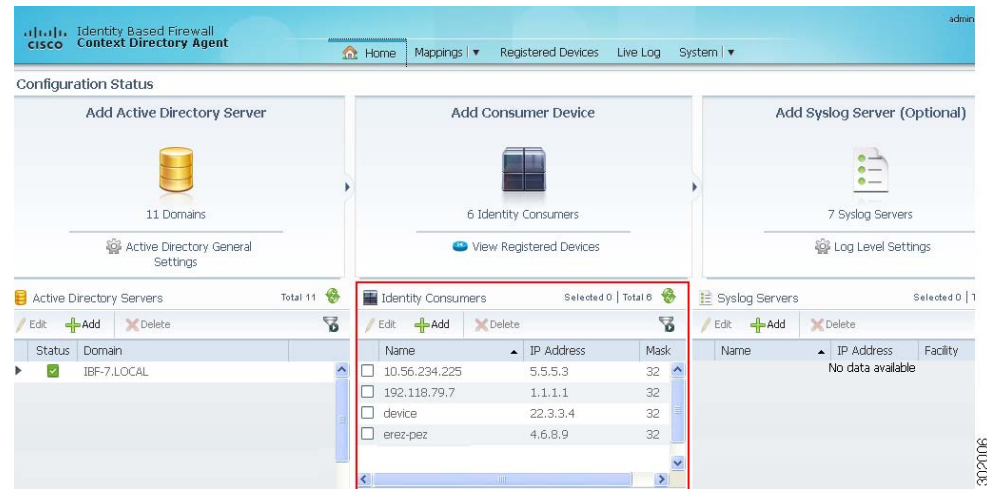 admin
cisco Identity Based Firewall
Context Directory Agent
Home Mappings | ▼ Registered Devices Live Log System | ▼
Configuration Status
Add Active Directory Server
11 Domains
Active Directory General
Settings
Add Consumer Device
6 Identity Consumers
View Registered Devices
Add Syslog Server (Optional)
7 Syslog Servers
Log Level Settings
Active Directory Servers Total 11
Edit Add Delete
Status Domain
IBF-7.LOCAL
Identity Consumers Selected 0 | Total 6
Edit Add Delete
Name IP Address Mask
10.56.234.225 5.5.5.3 32
192.118.79.7 1.1.1.1 32
device 22.3.3.4 32
erez-pez 4.6.8.9 32
Syslog Servers Selected 0 |
Edit Add Delete
Name IP Address Facility
No data available
302006